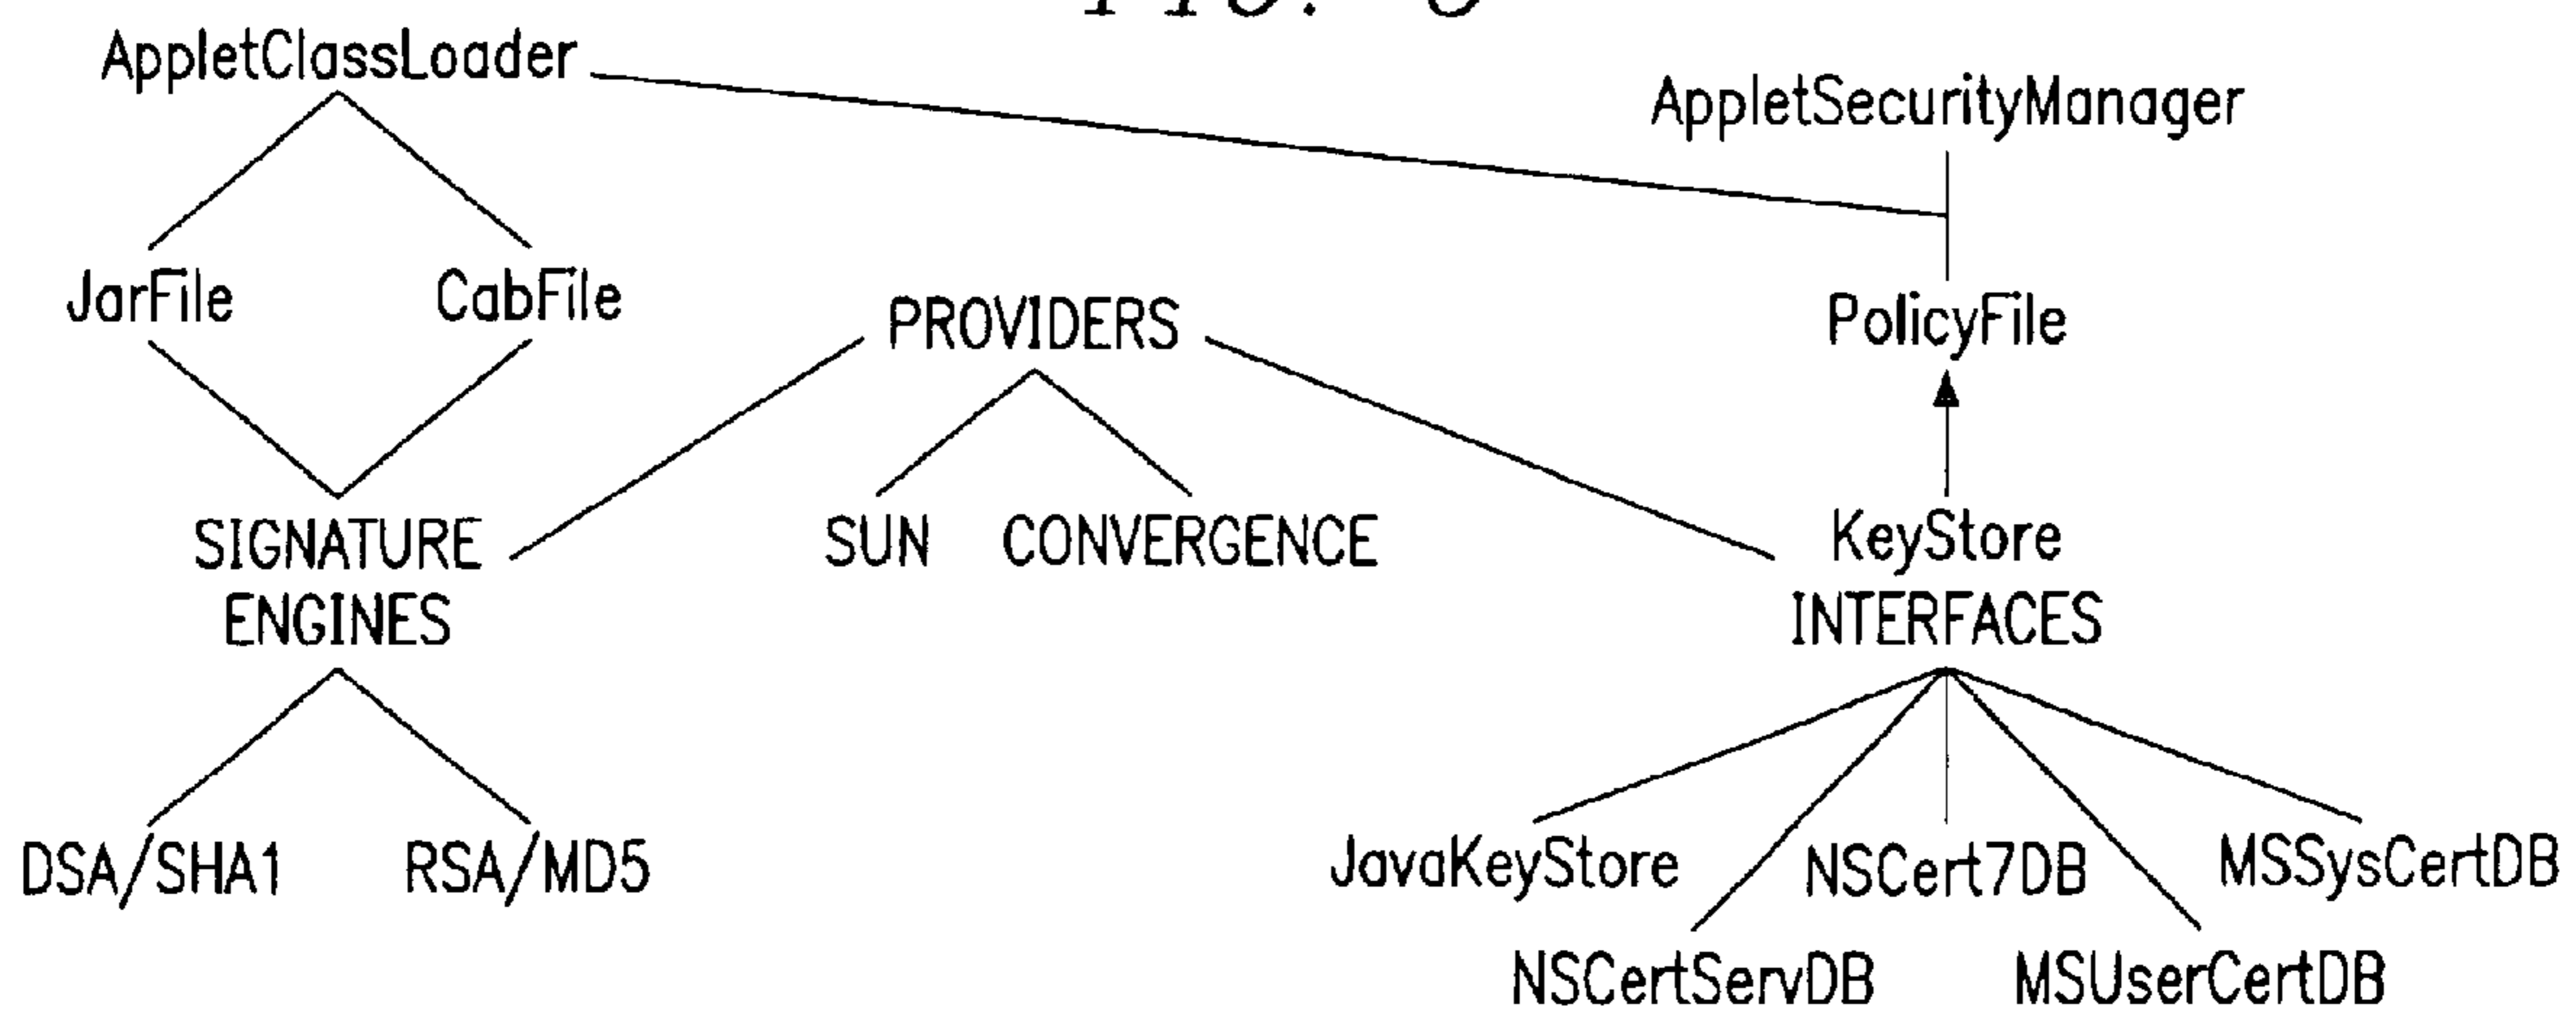 AppletClassLoader
AppletSecurityManager
JarFile
CabFile
PROVIDERS
PolicyFile
SIGNATURE
ENGINES
SUN
CONVERGENCE
KeyStore
INTERFACES
DSA/SHA1
RSA/MD5
JavaKeyStore
NSCert7DB
MSSysCertDB
NSCertServDB
MSUserCertDB